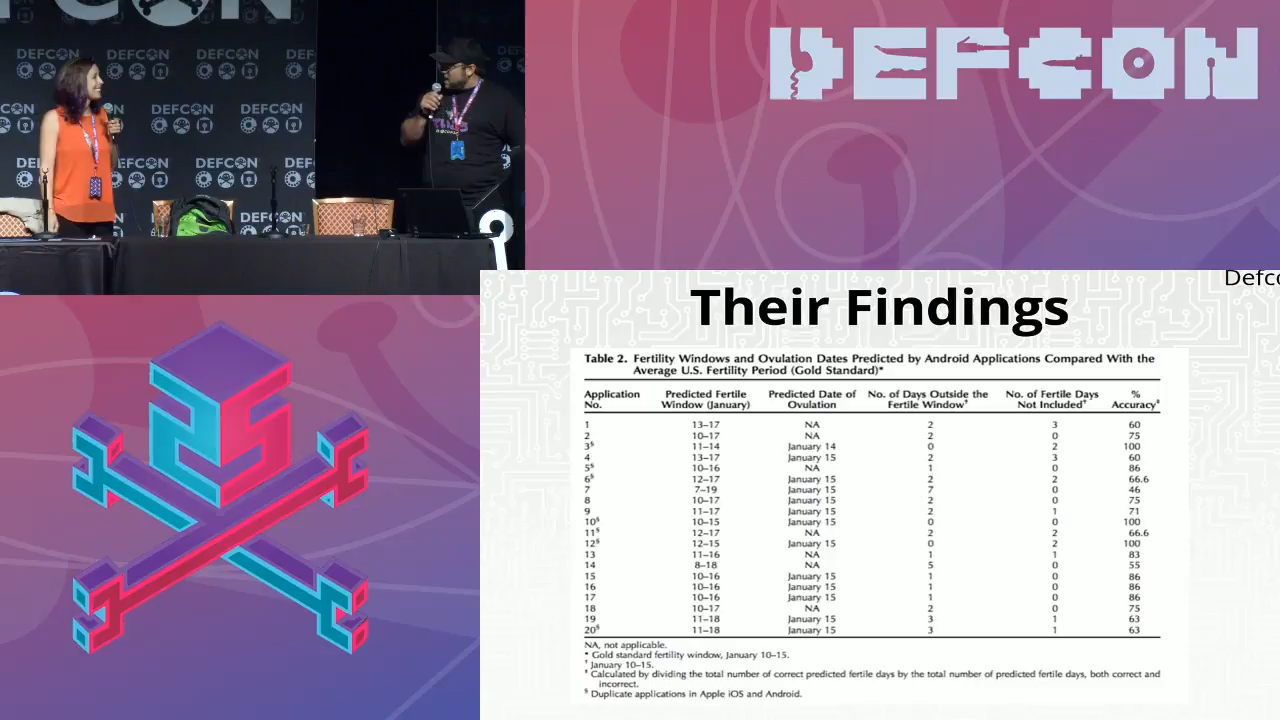 DEFCON
DEFCON
DEFCON
DEFCON
DEFCON
DEFCON
DEFCON
DEFCON
DEFCON
Defco
Their Findings
Table 2. Fertility Windows and Ovulation Dates Predicted by Android Applications Compared With the
Average U.S. Fertility Period (Gold Standard)*
Application No. Predicted Fertile Window (January) Predicted Date of Ovulation No. of Days Outside the Fertile Window† No. of Fertile Days Not Included† % Accuracy‡
1 13–17 NA 2 3 60
2 10–17 NA 2 0 75
3§ 11–14 January 14 0 2 100
4 13–17 January 15 2 3 60
5§ 10–16 NA 1 0 86
6§ 12–17 January 15 2 2 66.6
7 7–19 January 15 7 0 46
8 10–17 January 15 2 0 75
9 11–17 January 15 2 1 71
10§ 10–15 January 15 0 0 100
11§ 12–17 NA 2 2 66.6
12§ 12–15 January 15 0 2 100
13 11–16 NA 1 1 83
14 8–18 NA 5 0 55
15 10–16 January 15 1 0 86
16 10–16 January 15 1 0 86
17 10–16 January 15 1 0 86
18 10–17 NA 2 0 75
19 11–18 January 15 3 1 63
20§ 11–18 January 15 3 1 63
NA, not applicable.
* Gold standard fertility window, January 10–15.
† January 10–15.
‡ Calculated by dividing the total number of correct predicted fertile days by the total number of predicted fertile days, both correct and
incorrect.
§ Duplicate applications in Apple iOS and Android.